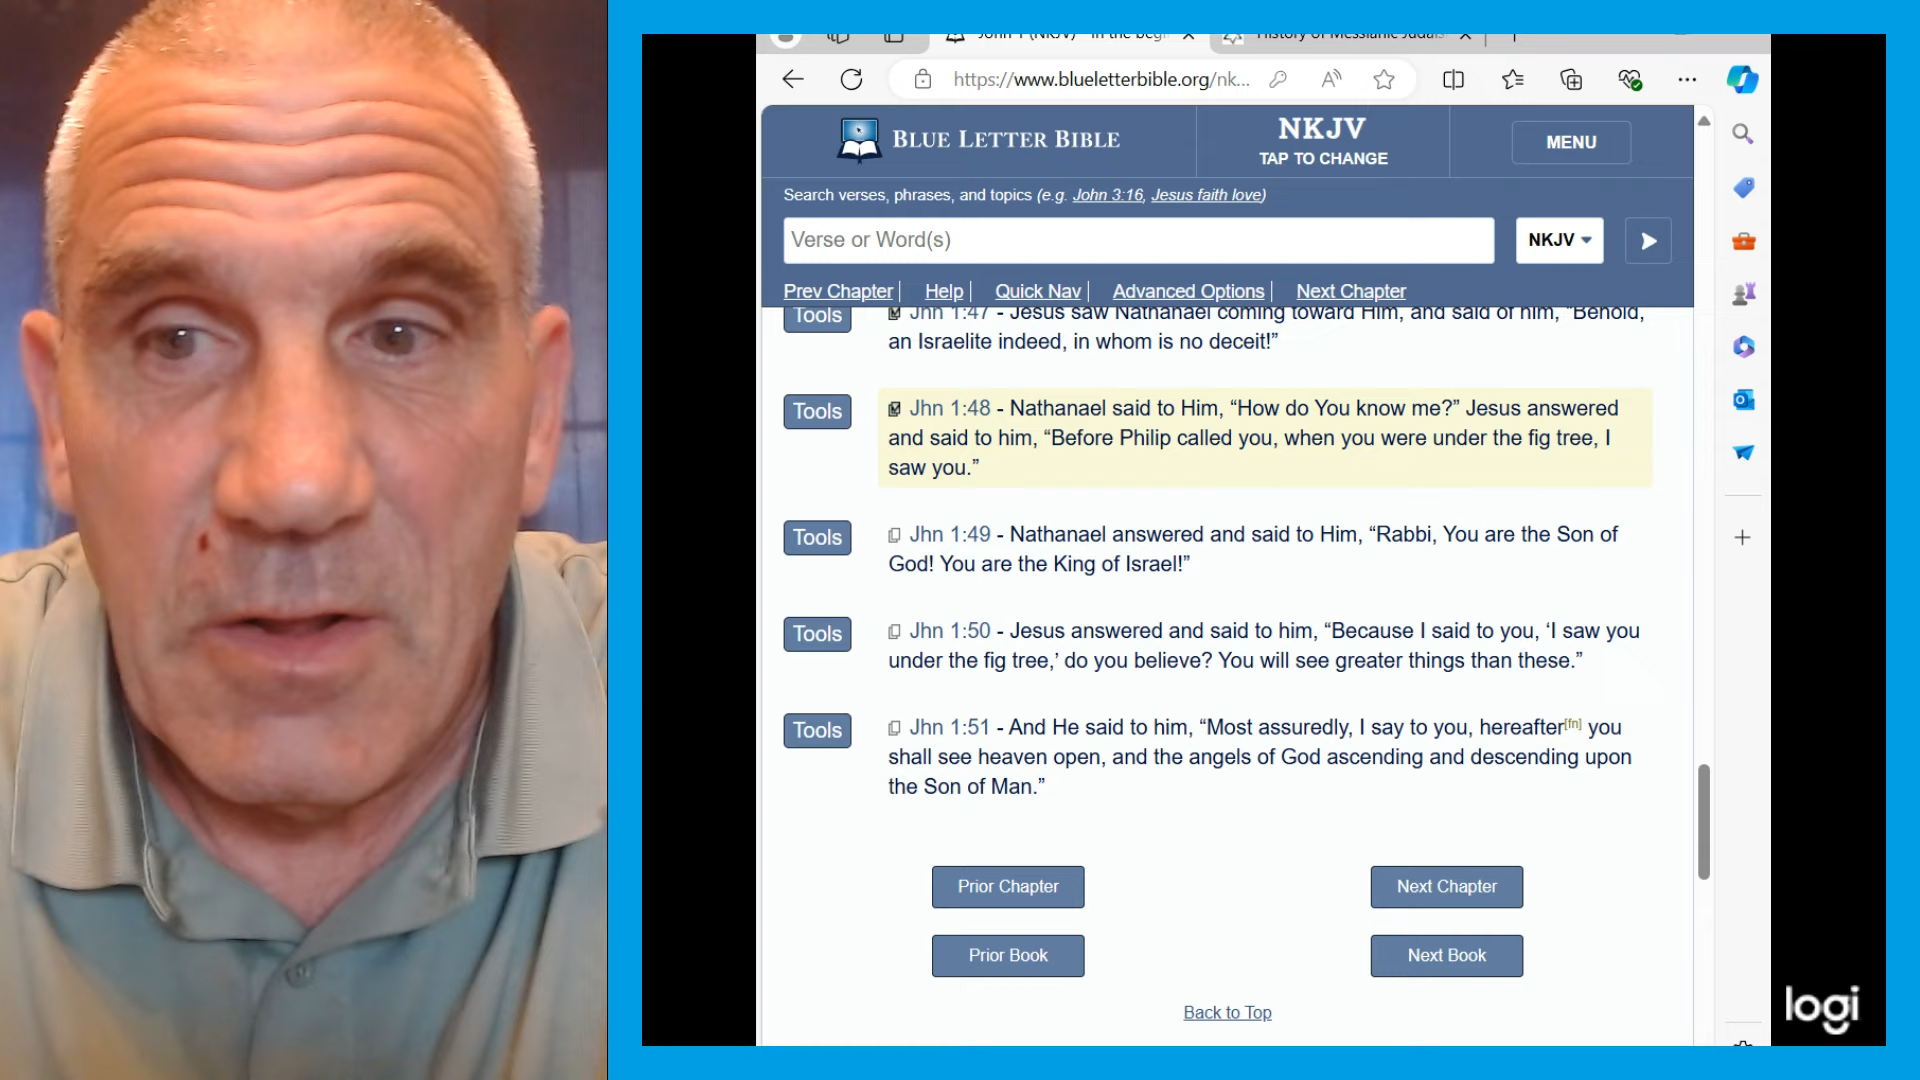 John 1 (NKJV) - In the begi
History of Messianic Judais
https://www.blueletterbible.org/nk...
BLUE LETTER BIBLE
NKJV
TAP TO CHANGE
MENU
Search verses, phrases, and topics (e.g. John 3:16, Jesus faith love)
Verse or Word(s)
NKJV
Prev Chapter | Help | Quick Nav | Advanced Options | Next Chapter
Tools
Jhn 1:47 - Jesus saw Nathanael coming toward Him, and said of him, “Behold,
an Israelite indeed, in whom is no deceit!”
Tools
Jhn 1:48 - Nathanael said to Him, “How do You know me?” Jesus answered
and said to him, “Before Philip called you, when you were under the fig tree, I
saw you.”
Tools
Jhn 1:49 - Nathanael answered and said to Him, “Rabbi, You are the Son of
God! You are the King of Israel!”
Tools
Jhn 1:50 - Jesus answered and said to him, “Because I said to you, ‘I saw you
under the fig tree,’ do you believe? You will see greater things than these.”
Tools
Jhn 1:51 - And He said to him, “Most assuredly, I say to you, hereafter[fn] you
shall see heaven open, and the angels of God ascending and descending upon
the Son of Man.”
Prior Chapter
Next Chapter
Prior Book
Next Book
Back to Top
logi